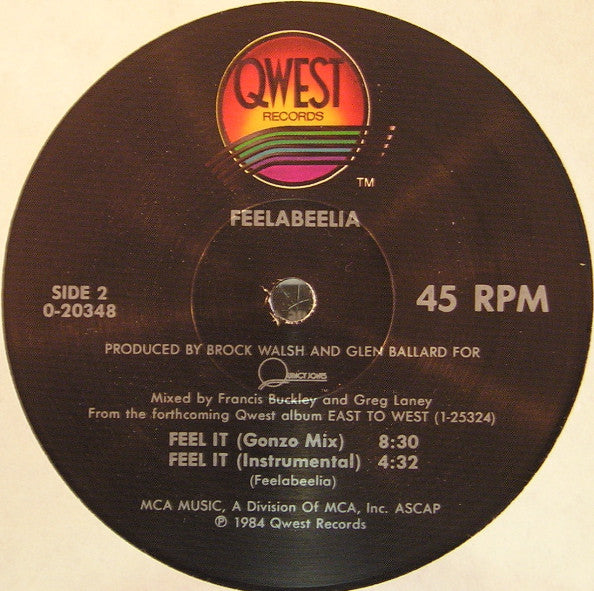 QWEST
RECORDS
TM
FEELABEELIA
SIDE 2
0-20348
45 RPM
PRODUCED BY BROCK WALSH AND GLEN BALLARD FOR
QUINCY JONES
Mixed by Francis Buckley and Greg Laney
From the forthcoming Qwest album EAST TO WEST (1-25324)
FEEL IT (Gonzo Mix) 8:30
FEEL IT (Instrumental) 4:32
(Feelabeelia)
MCA MUSIC, A Division Of MCA, Inc. ASCAP
℗ 1984 Qwest Records